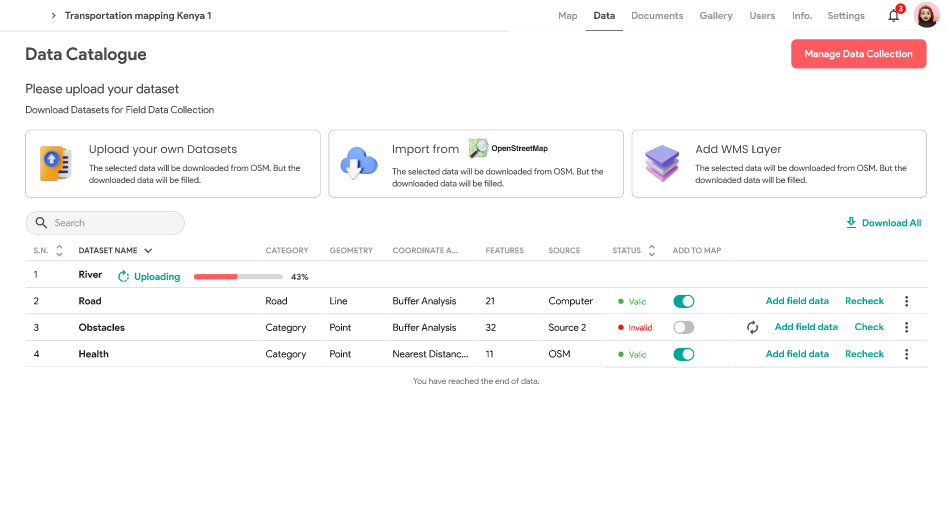 Transportation mapping Kenya 1
Map Data Documents Gallery Users Info. Settings 3
Data Catalogue
Manage Data Collection
Please upload your dataset
Download Datasets for Field Data Collection
Upload your own Datasets
The selected data will be downloaded from OSM. But the
downloaded data will be filled.
Import from OpenStreetMap
The selected data will be downloaded from OSM. But the
downloaded data will be filled.
Add WMS Layer
The selected data will be downloaded from OSM. But the
downloaded data will be filled.
Search
Download All
S.N. DATASET NAME CATEGORY GEOMETRY COORDINATE A... FEATURES SOURCE STATUS ADD TO MAP
1 River Uploading 43%
2 Road Road Line Buffer Analysis 21 Computer Valid Add field data Recheck
3 Obstacles Category Point Buffer Analysis 32 Source 2 Invalid Add field data Check
4 Health Category Point Nearest Distanc... 11 OSM Valid Add field data Recheck
You have reached the end of data.